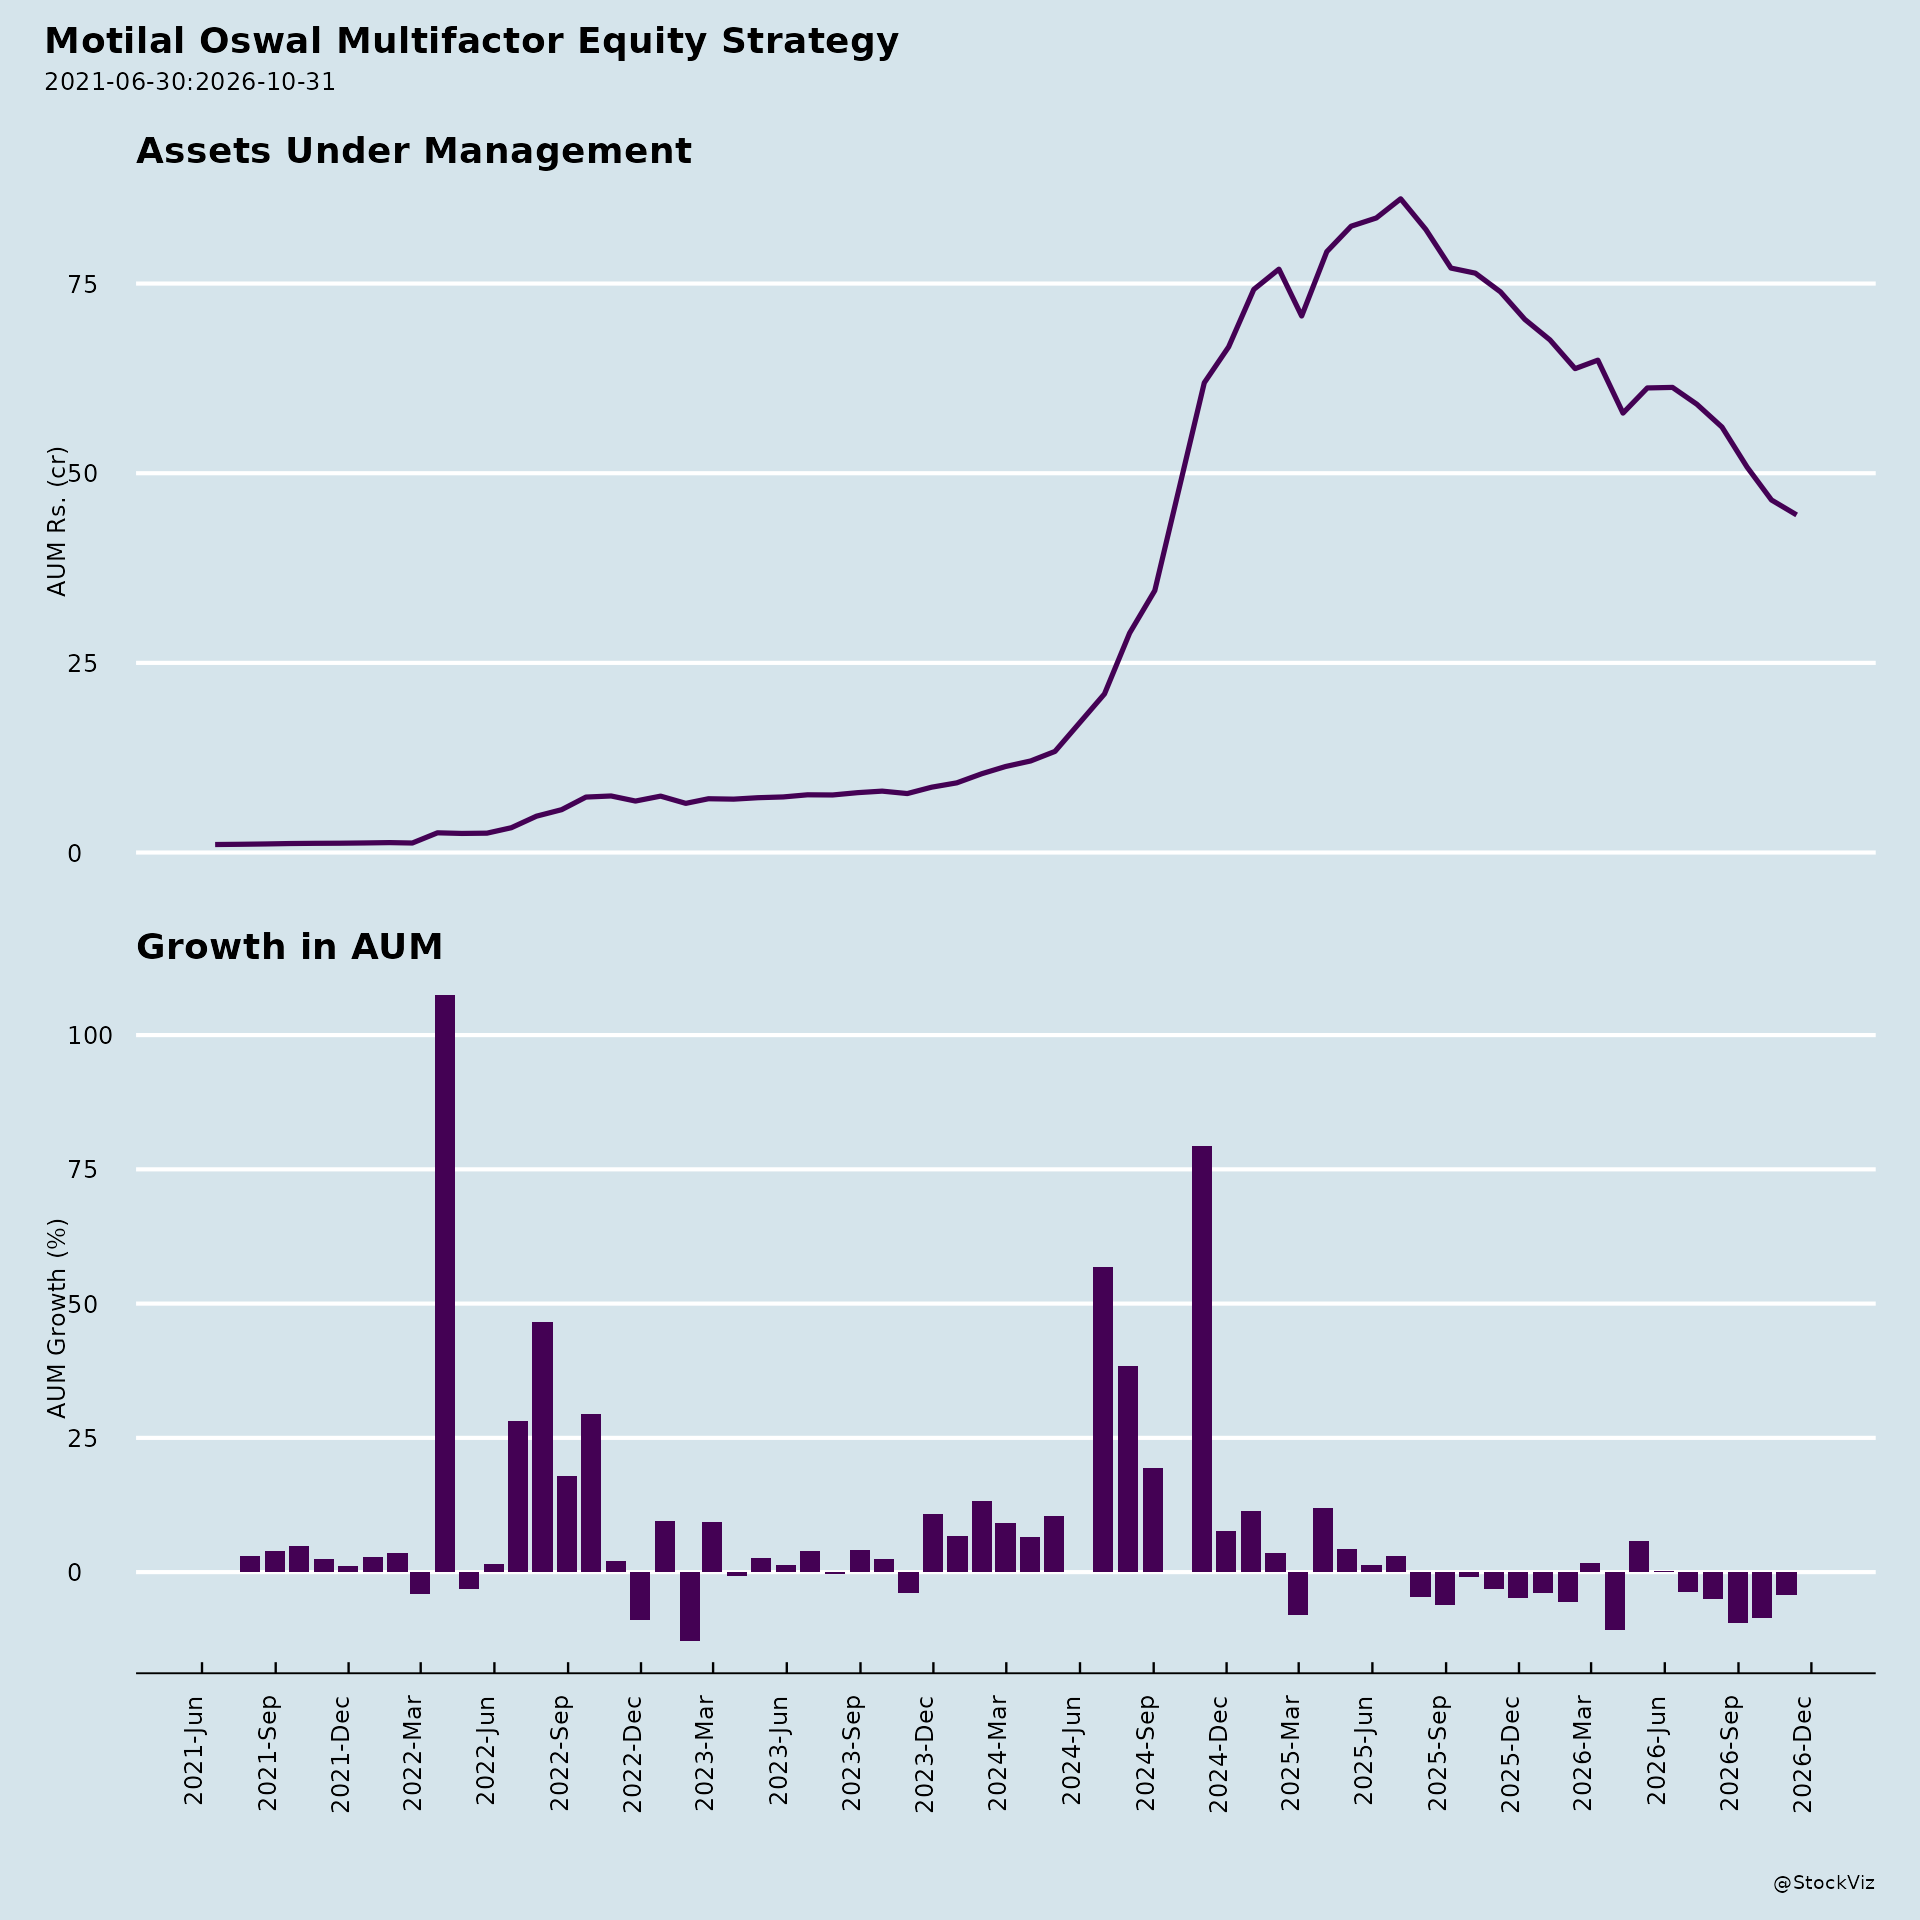 Motilal Oswal Multifactor Equity Strategy
2021-06-30:2026-10-31
Assets Under Management
AUM Rs. (cr)
75
50
25
0
Growth in AUM
AUM Growth (%)
100
75
50
25
0
2021-Jun
2021-Sep
2021-Dec
2022-Mar
2022-Jun
2022-Sep
2022-Dec
2023-Mar
2023-Jun
2023-Sep
2023-Dec
2024-Mar
2024-Jun
2024-Sep
2024-Dec
2025-Mar
2025-Jun
2025-Sep
2025-Dec
2026-Mar
2026-Jun
2026-Sep
2026-Dec
@StockViz